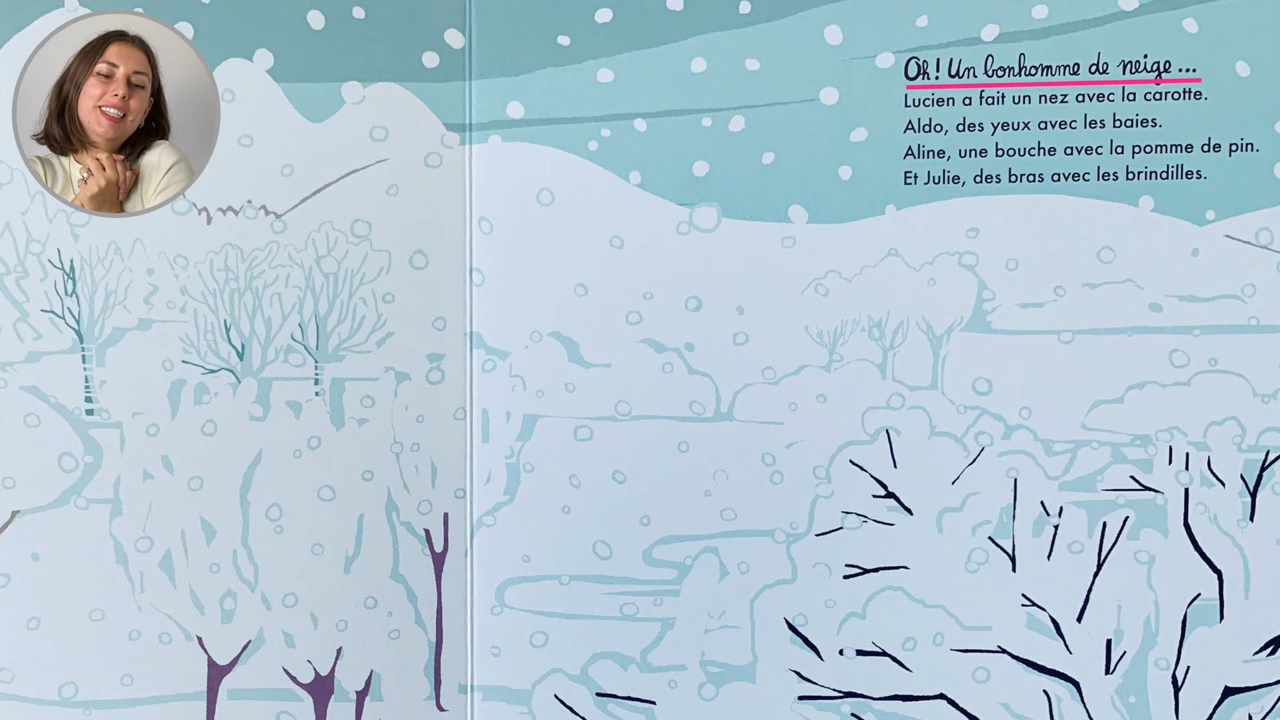 Oh! Un bonhomme de neige...
Lucien a fait un nez avec la carotte.
Aldo, des yeux avec les baies.
Aline, une bouche avec la pomme de pin.
Et Julie, des bras avec les brindilles.